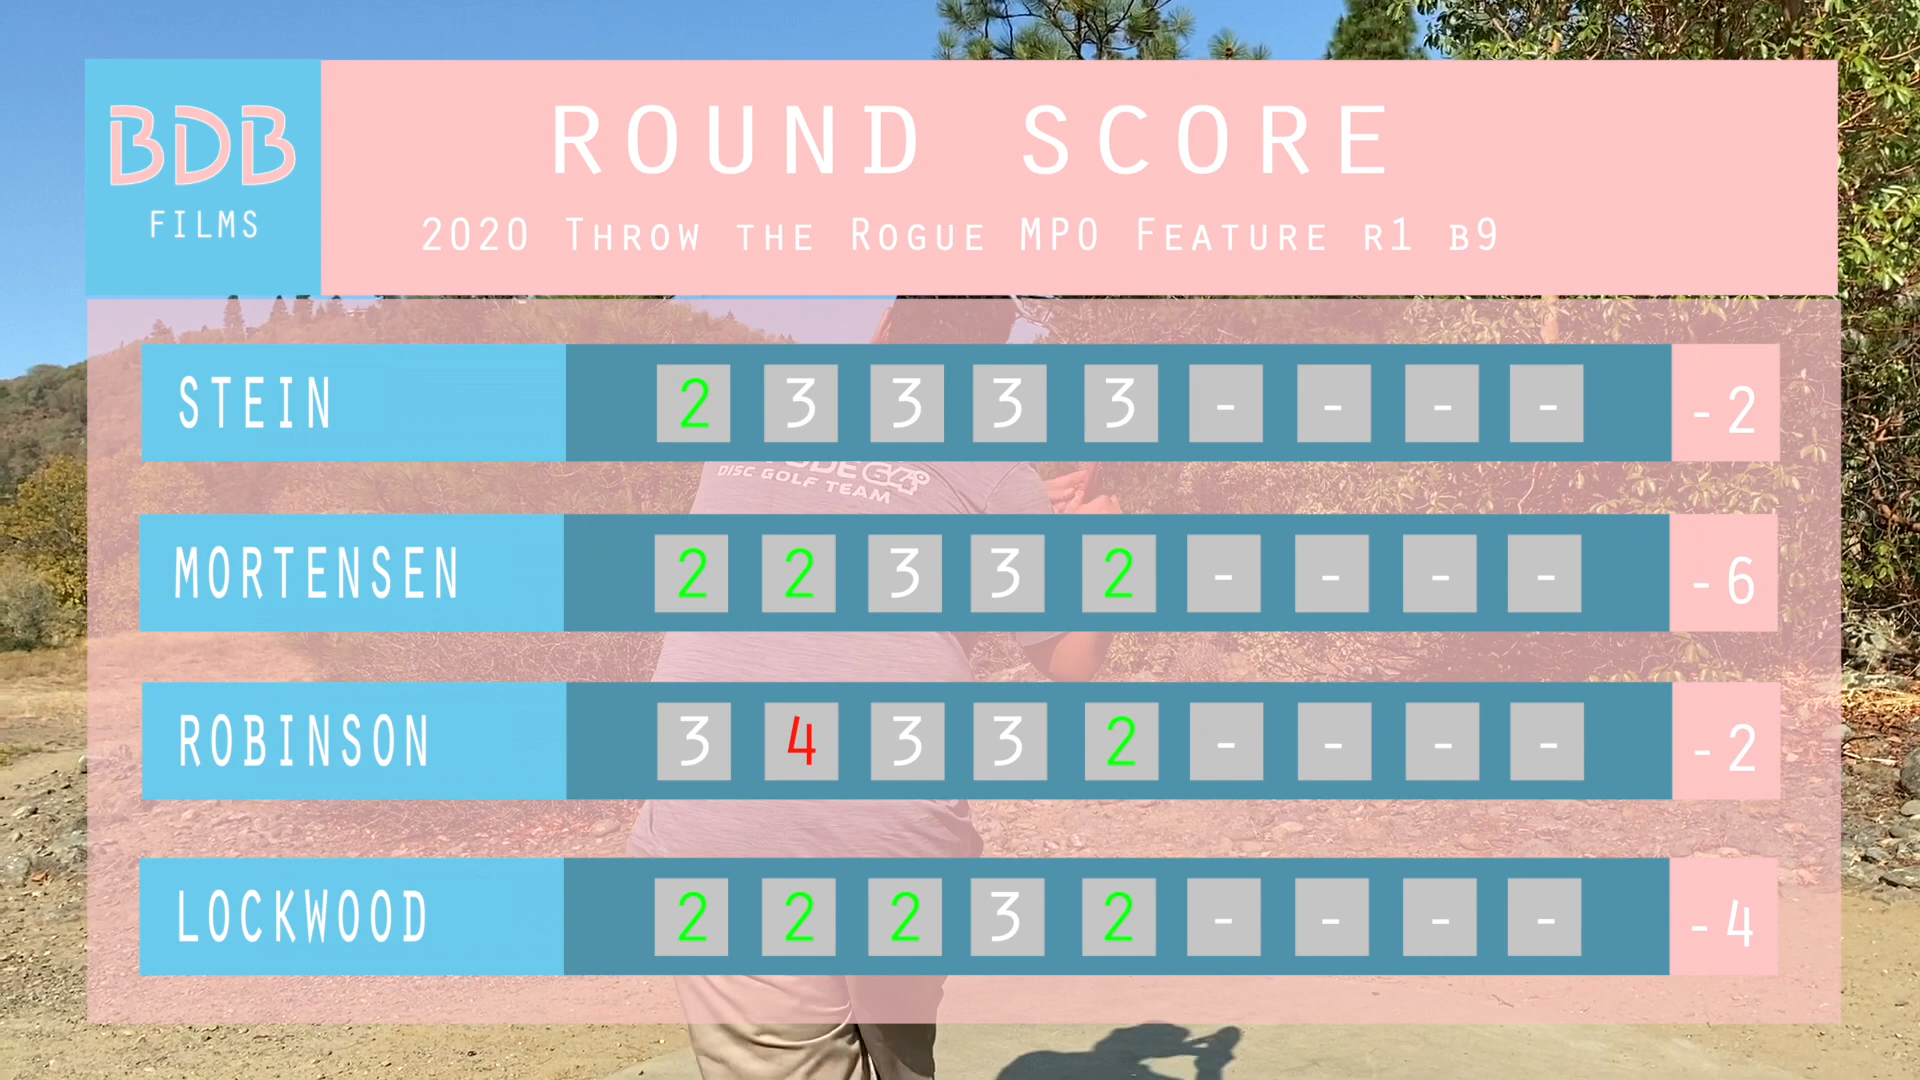 BDB
FILMS
ROUND SCORE
2020 Throw the Rogue MPO Feature r1 b9
STEIN 2 3 3 3 3 - - - - -2
DISC GOLF TEAM
MORTENSEN 2 2 3 3 2 - - - - -6
ROBINSON 3 4 3 3 2 - - - - -2
LOCKWOOD 2 2 2 3 2 - - - - -4